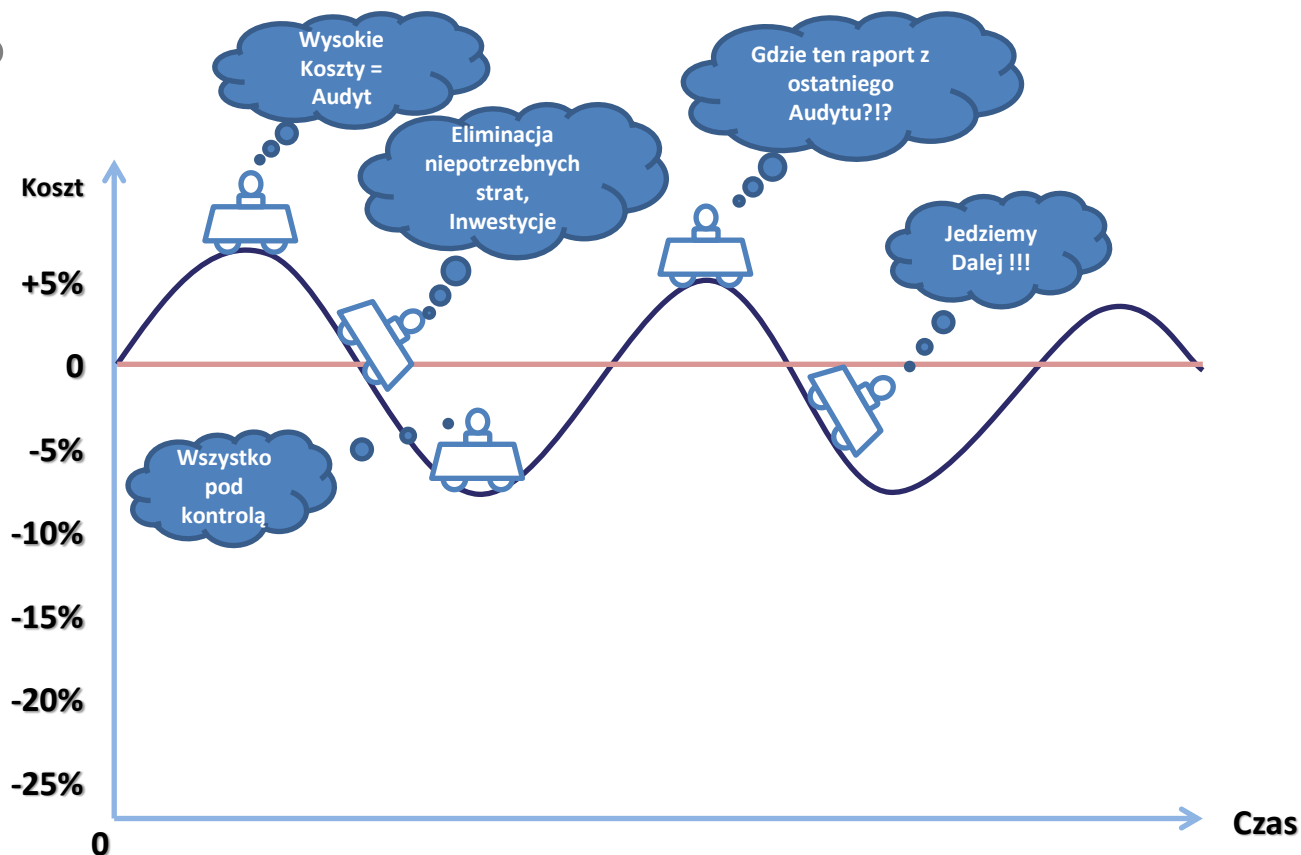 Wysokie
Koszty =
Audyt
Gdzie ten raport z
ostatniego
Audytu?!?
Eliminacja
niepotrzebnych
strat,
Inwestycje
Koszt
Jedziemy
Dalej !!!
+5%
0
-5%
Wszystko
pod
kontrolą
-10%
-15%
-20%
-25%
0
Czas